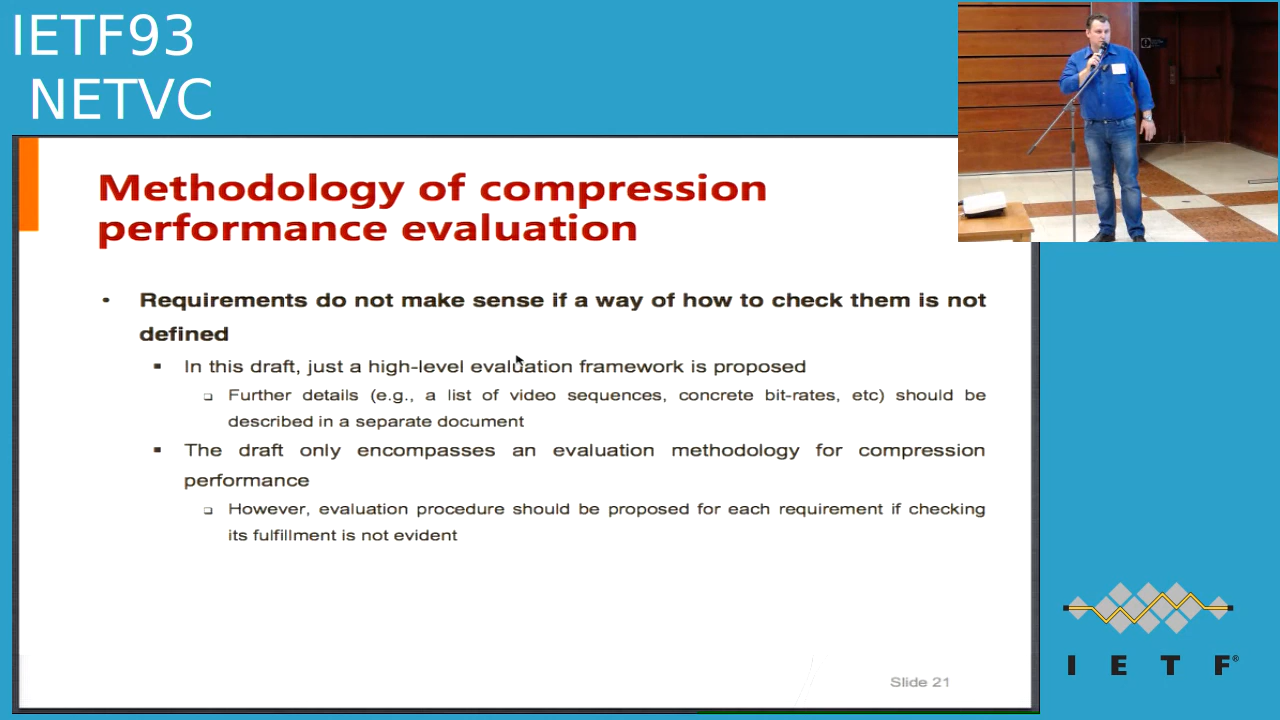 IETF93
NETVC
Methodology of compression
performance evaluation
• Requirements do not make sense if a way of how to check them is not
defined
▪ In this draft, just a high-level evaluation framework is proposed
❑ Further details (e.g., a list of video sequences, concrete bit-rates, etc) should be
described in a separate document
▪ The draft only encompasses an evaluation methodology for compression
performance
❑ However, evaluation procedure should be proposed for each requirement if checking
its fulfillment is not evident
Slide 21
I E T F®